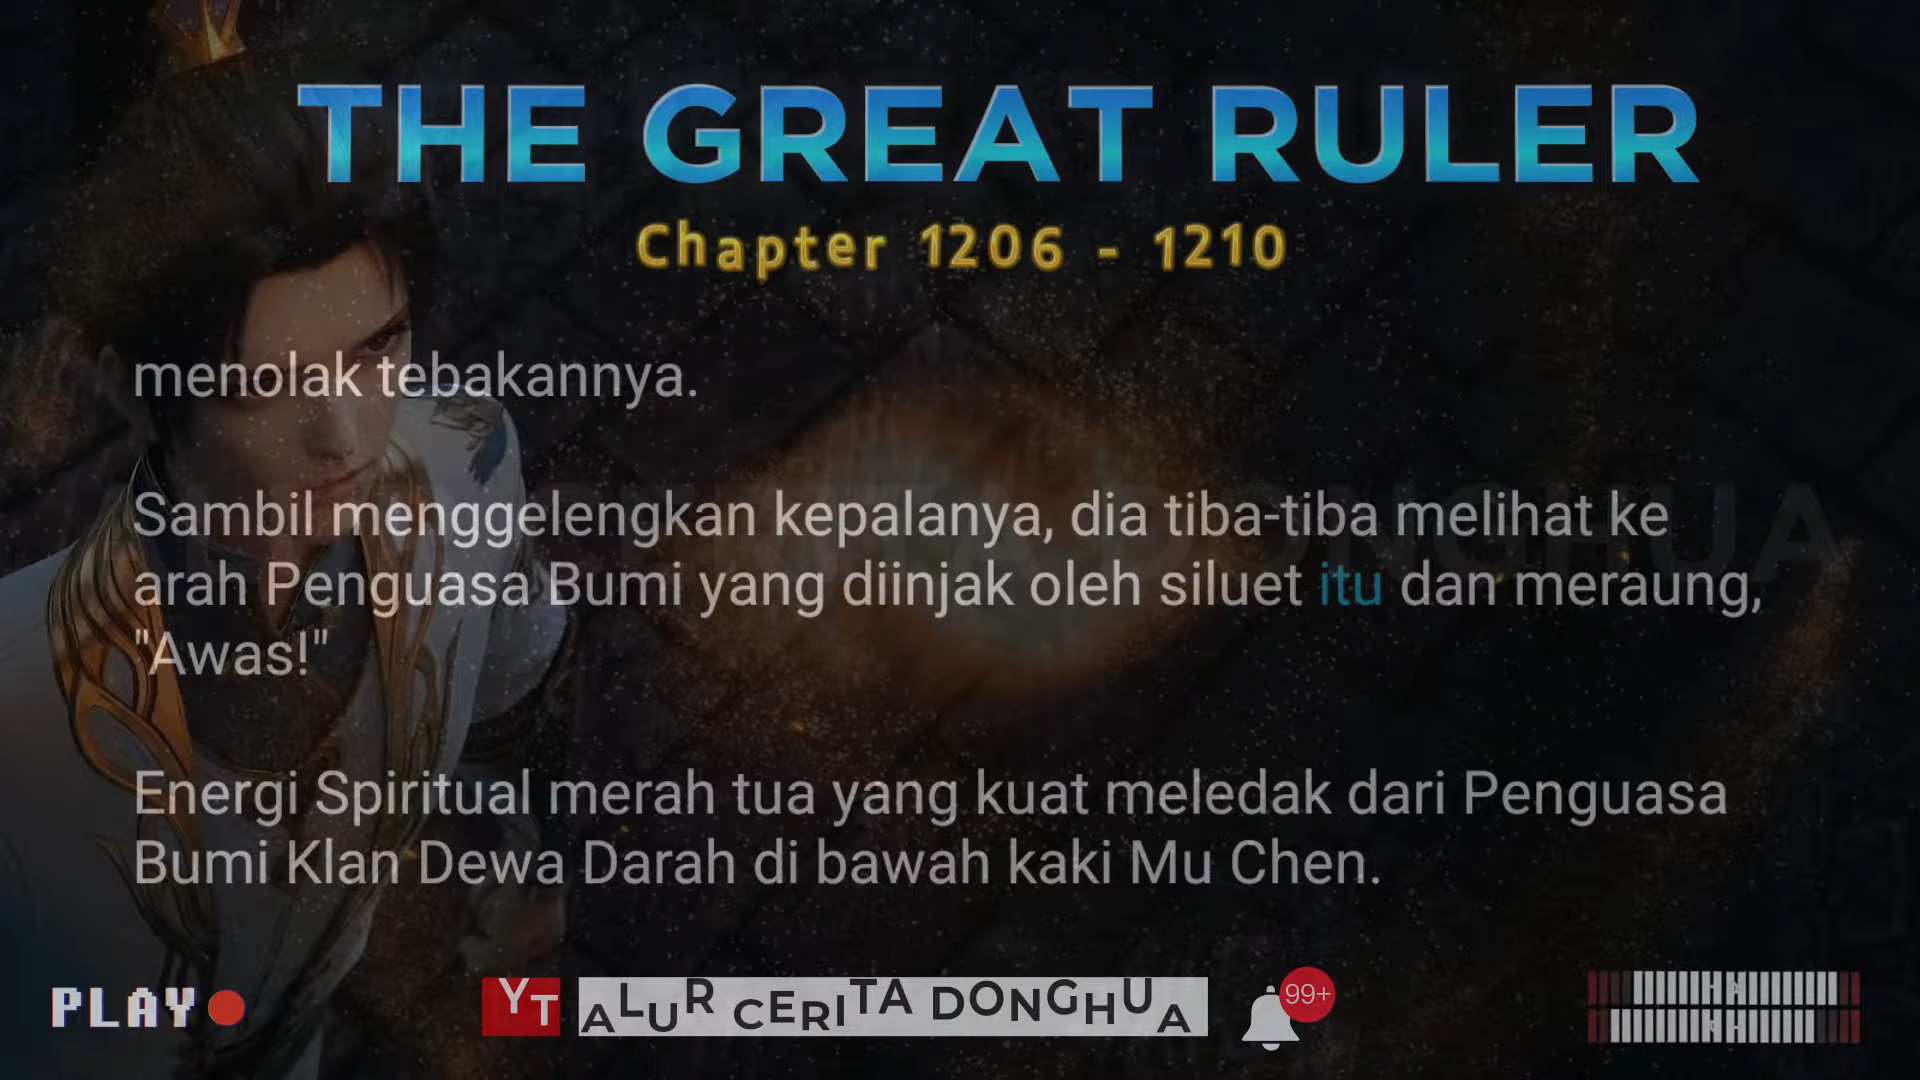 THE GREAT RULER
Chapter 1206 - 1210
menolak tebakannya.
Sambil menggelengkan kepalanya, dia tiba-tiba melihat ke
arah Penguasa Bumi yang diinjak oleh siluet itu dan meraung,
"Awas!"
Energi Spiritual merah tua yang kuat meledak dari Penguasa
Bumi Klan Dewa Darah di bawah kaki Mu Chen.
PLAY
YT ALUR CERITA DONGHUA
99+